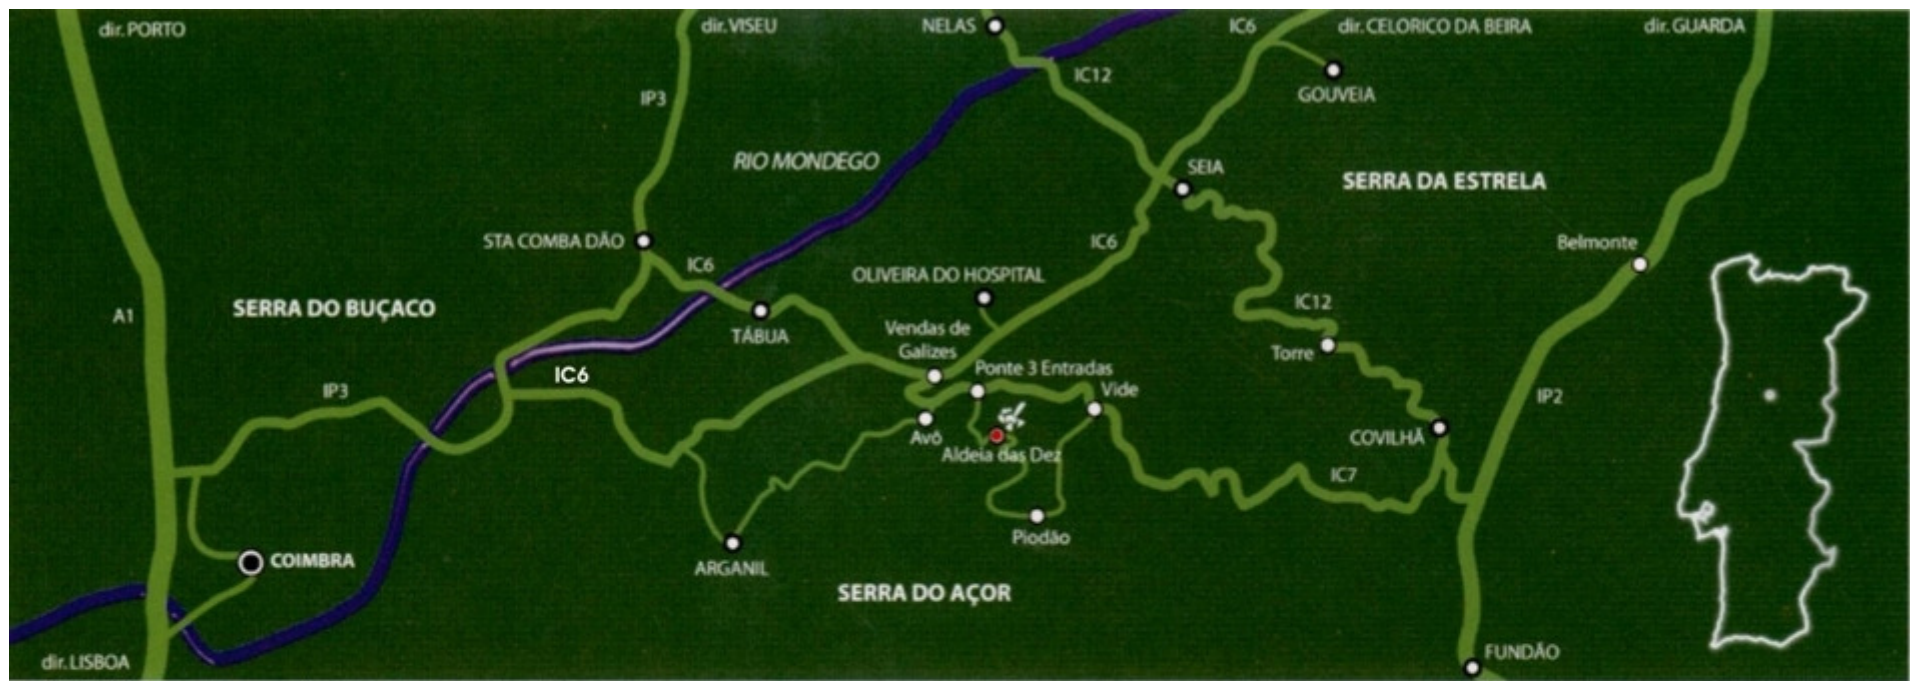 dir. PORTO
dir. VISEU
NELAS
IC6
dir. CELORICO DA BEIRA
dir. GUARDA
IC12
IP3
GOUVEIA
RIO MONDEGO
SEIA
SERRA DA ESTRELA
STA COMBA DÃO
IC6
IC6
Belmonte
OLIVEIRA DO HOSPITAL
SERRA DO BUÇACO
A1
IC12
TÁBUA
Vendas de
Galizes
Torre
Ponte 3 Entradas
IC6
IP3
Vide
IP2
Avô
COVILHÃ
Aldeia das Dez
IC7
Piodão
COIMBRA
ARGANIL
SERRA DO AÇOR
dir. LISBOA
FUNDÃO